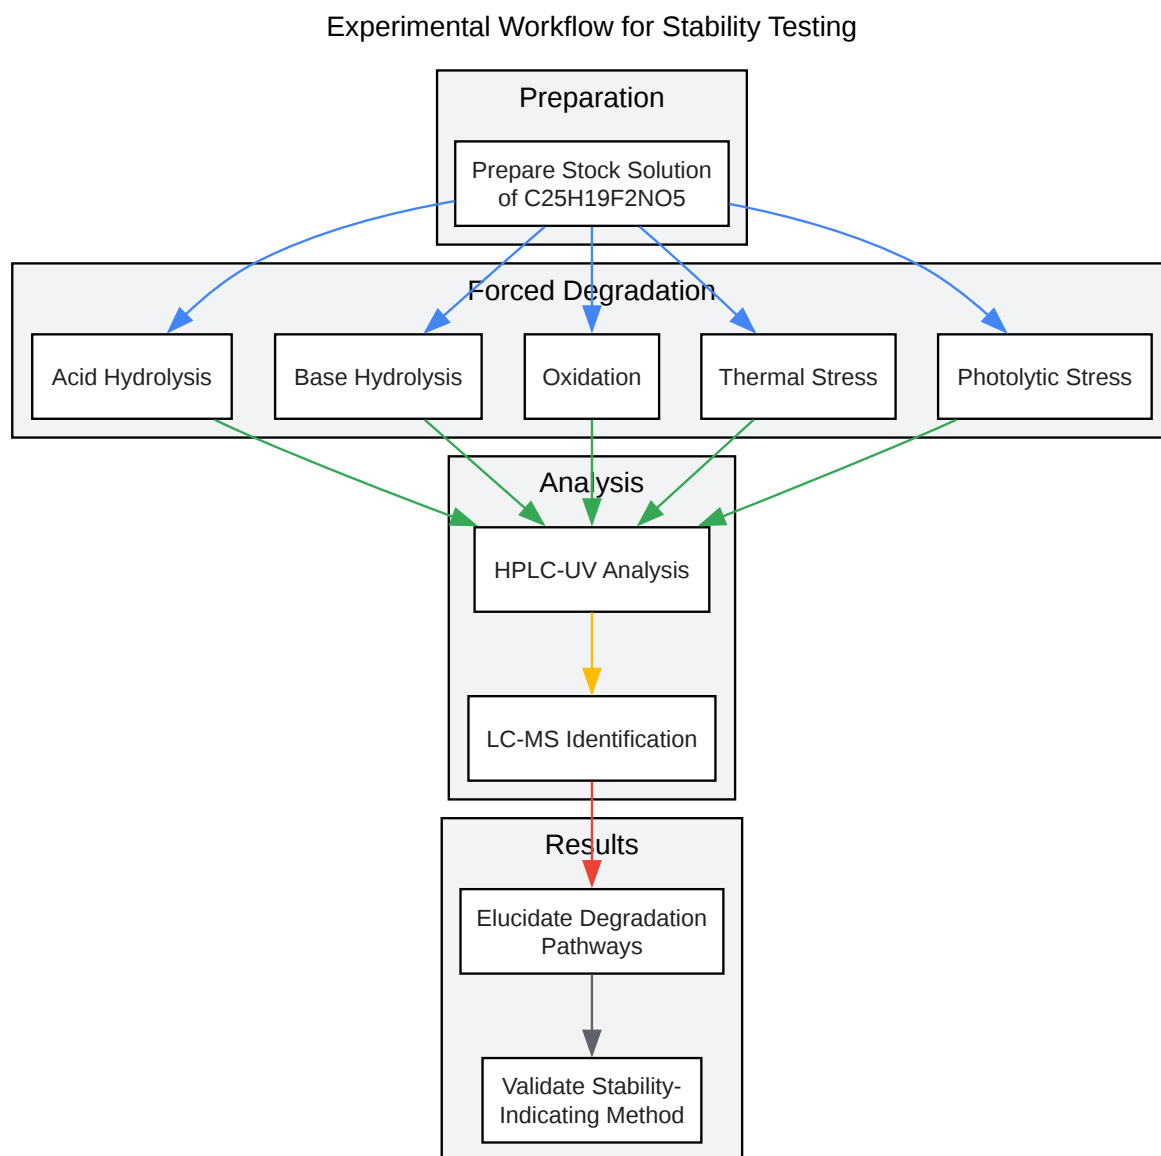 Experimental Workflow for Stability Testing
Preparation
Prepare Stock Solution
of C25H19F2NO5
Forced Degradation
Acid Hydrolysis
Base Hydrolysis
Oxidation
Thermal Stress
Photolytic Stress
Analysis
HPLC-UV Analysis
LC-MS Identification
Results
Elucidate Degradation
Pathways
Validate Stability-
Indicating Method